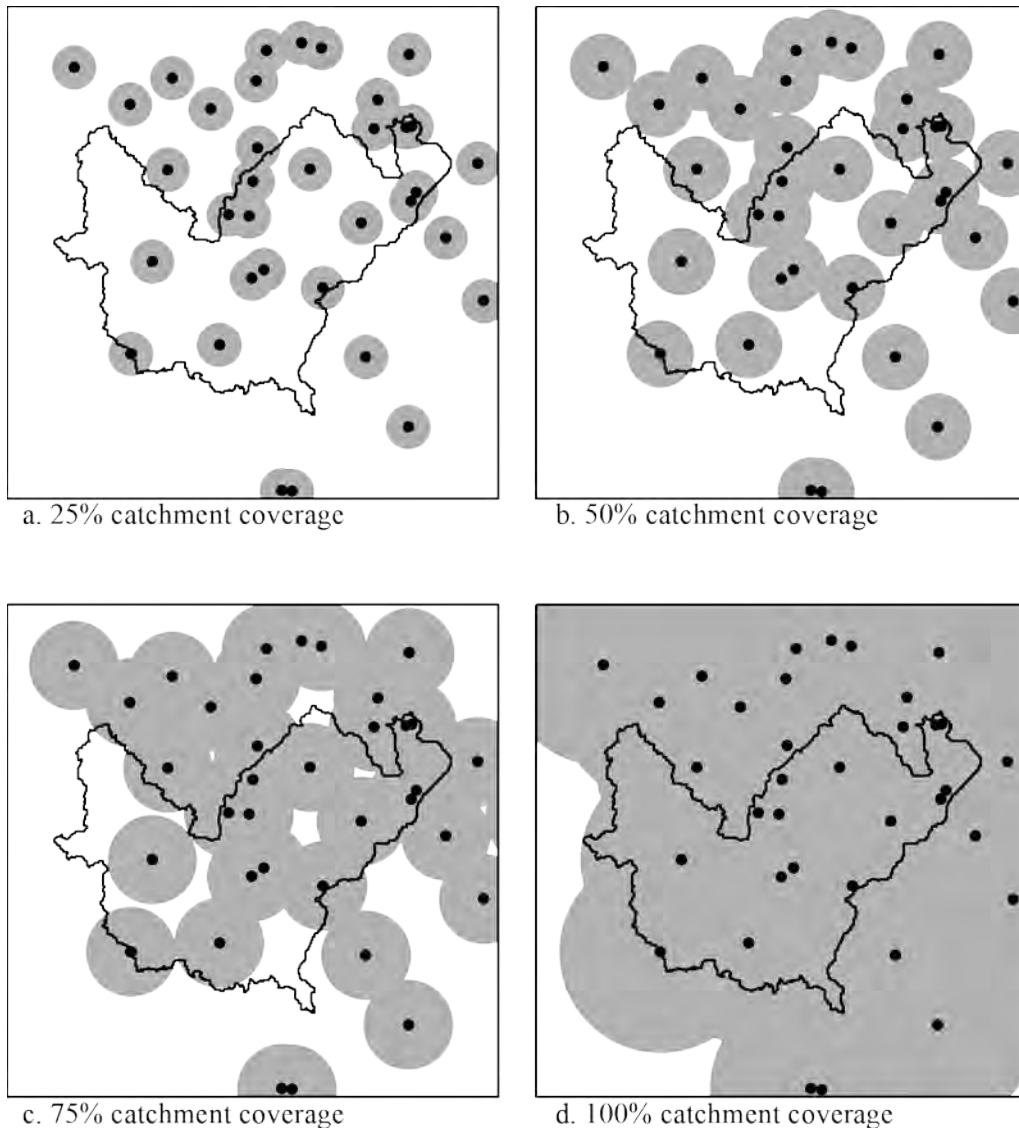 a. 25% catchment coverage
b. 50% catchment coverage
c. 75% catchment coverage
d. 100% catchment coverage